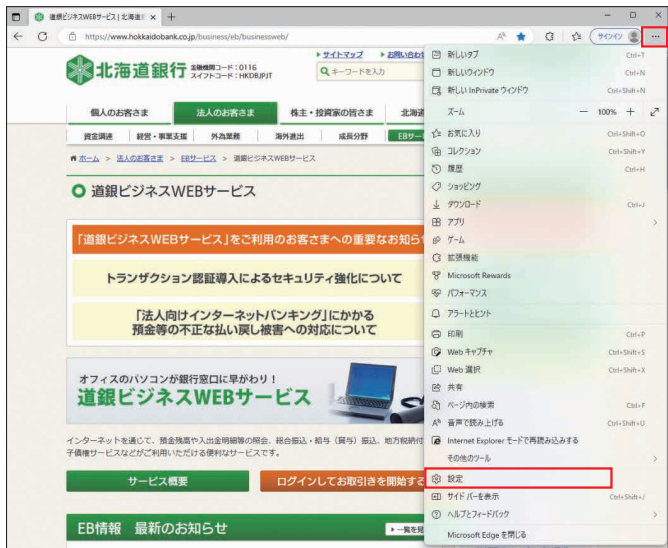 道銀ビジネスWEBサービス | 北海道
https://www.hokkaidobank.co.jp/business/eb/businessweb/
サインイン
北海道銀行
金融機関コード:0116
スイフトコード:HKDBJPJT
サイトマップ
お問い合わ
キーワードを入力
個人のお客さま
法人のお客さま
株主・投資家の皆さま
北海道
資金調達
経営・事業支援
外為業務
海外進出
成長分野
EBサー
ホーム > 法人のお客さま > EBサービス > 道銀ビジネスWEBサービス
道銀ビジネスWEBサービス
「道銀ビジネスWEBサービス」をご利用のお客さまへの重要なお知らせ
トランザクション認証導入によるセキュリティ強化について
「法人向けインターネットバンキング」にかかる
預金等の不正な払い戻し被害への対応について
オフィスのパソコンが銀行窓口に早がわり!
道銀ビジネスWEBサービス
インターネットを通じて、預金残高や入出金明細等の照会、総合振込・給与(賞与)振込、地方税納付
子債権サービスなどがご利用いただける便利なサービスです。
サービス概要
ログインしてお取引を開始する
EB情報 最新のお知らせ
一覧を見
新しいタブ Ctrl+T
新しいウィンドウ Ctrl+N
新しい InPrivate ウィンドウ Ctrl+Shift+N
ズーム − 100% +
お気に入り Ctrl+Shift+O
コレクション Ctrl+Shift+Y
履歴 Ctrl+H
ショッピング
ダウンロード Ctrl+J
アプリ
ゲーム
拡張機能
Microsoft Rewards
パフォーマンス
アラートとヒント
印刷 Ctrl+P
Web キャプチャ Ctrl+Shift+S
Web 選択 Ctrl+Shift+X
共有
ページ内の検索 Ctrl+F
音声で読み上げる Ctrl+Shift+U
Internet Explorer モードで再読み込みする
その他のツール
設定
サイド バーを表示 Ctrl+Shift+/
ヘルプとフィードバック
Microsoft Edge を閉じる